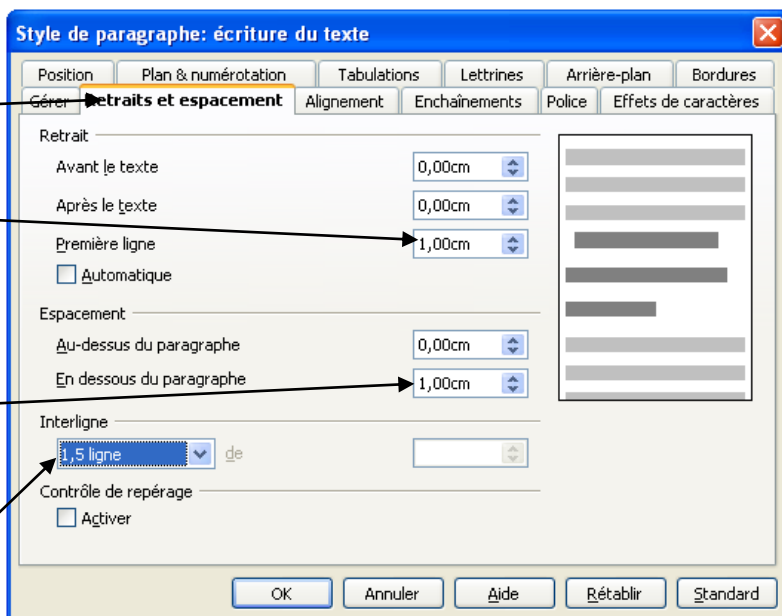 Style de paragraphe: écriture du texte
Position Plan & numérotation Tabulations Lettrines Arrière-plan Bordures
Gérer Retraits et espacement Alignement Enchaînements Police Effets de caractères
Retrait
Avant le texte 0,00cm
Après le texte 0,00cm
Première ligne 1,00cm
Automatique
Espacement
Au-dessus du paragraphe 0,00cm
En dessous du paragraphe 1,00cm
Interligne
1,5 ligne de
Contrôle de repérage
Activer
OK Annuler Aide Rétablir Standard